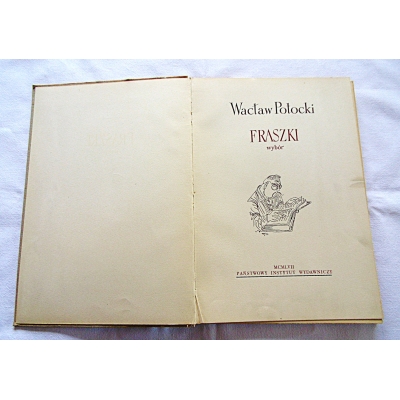 Wacław Potocki
FRASZKI
wybór
MCMLVII
PAŃSTWOWY INSTYTUT WYDAWNICZY